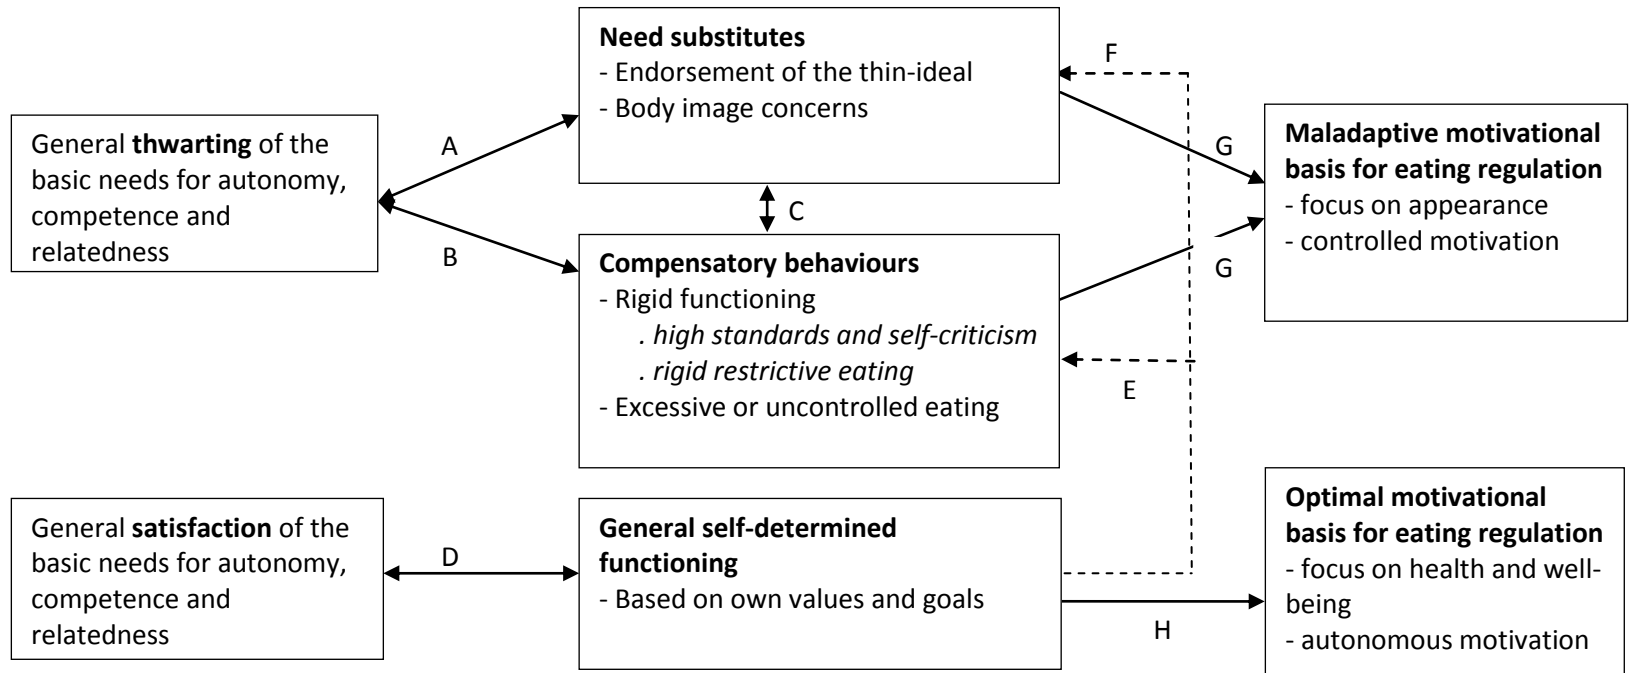 Need substitutes
- Endorsement of the thin-ideal
- Body image concerns
F
General thwarting of the
basic needs for autonomy,
competence and
relatedness
A
B
C
G
G
Maladaptive motivational
basis for eating regulation
- focus on appearance
- controlled motivation
Compensatory behaviours
- Rigid functioning
. high standards and self-criticism
. rigid restrictive eating
- Excessive or uncontrolled eating
E
General satisfaction of the
basic needs for autonomy,
competence and
relatedness
D
General self-determined
functioning
- Based on own values and goals
H
Optimal motivational
basis for eating regulation
- focus on health and well-
being
- autonomous motivation